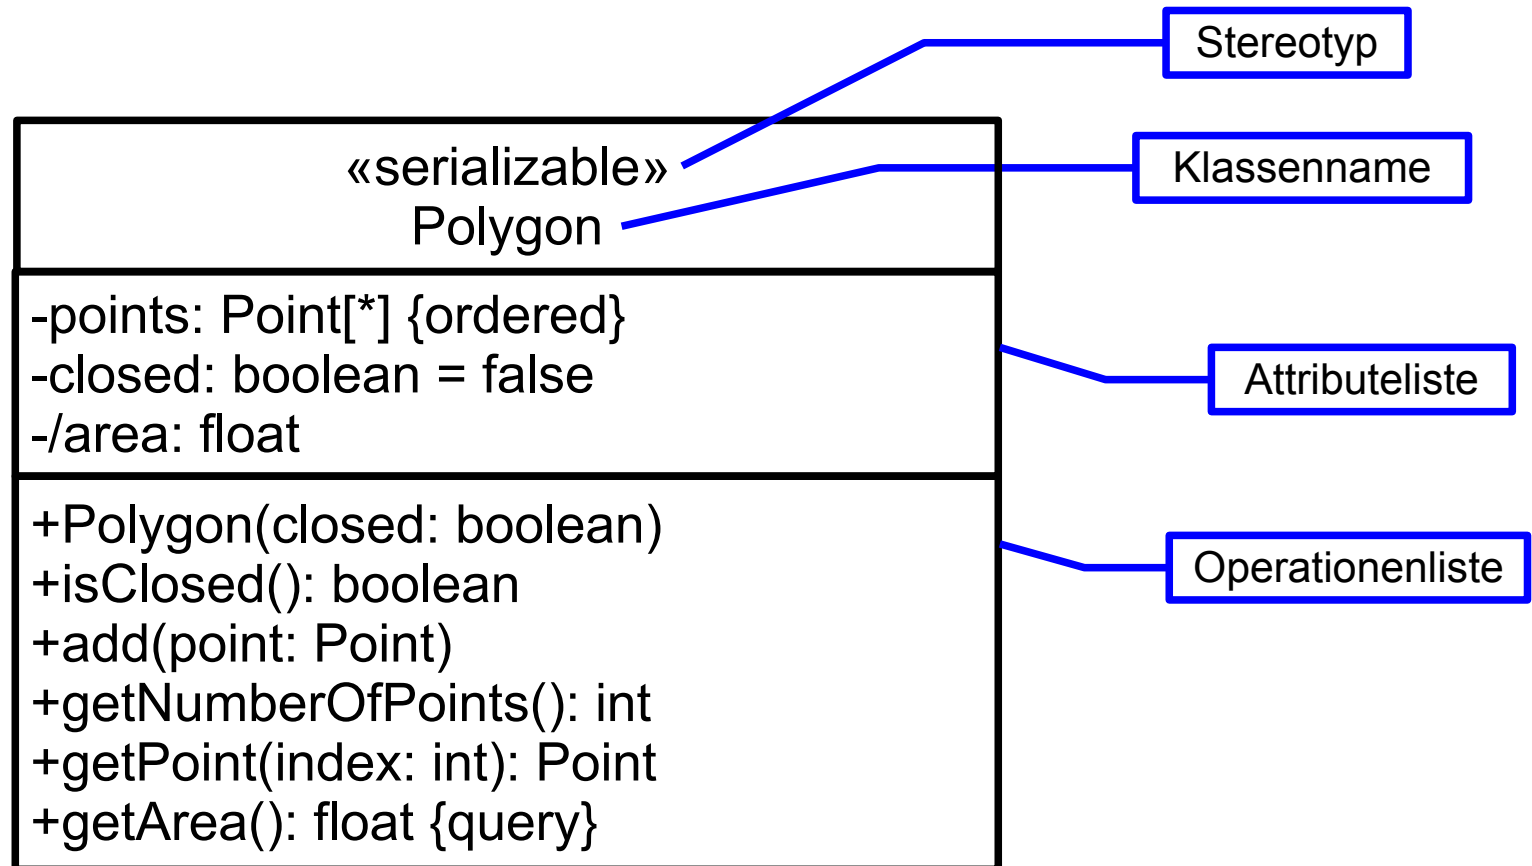 Stereotyp
«serializable»
Klassenname
Polygon
-points: Point[*] {ordered}
-closed: boolean = false
Attributeliste
-/area: float
+Polygon(closed: boolean)
Operationenliste
+isClosed(): boolean
+add(point: Point)
+getNumberOfPoints(): int
+getPoint(index: int): Point
+getArea(): float {query}